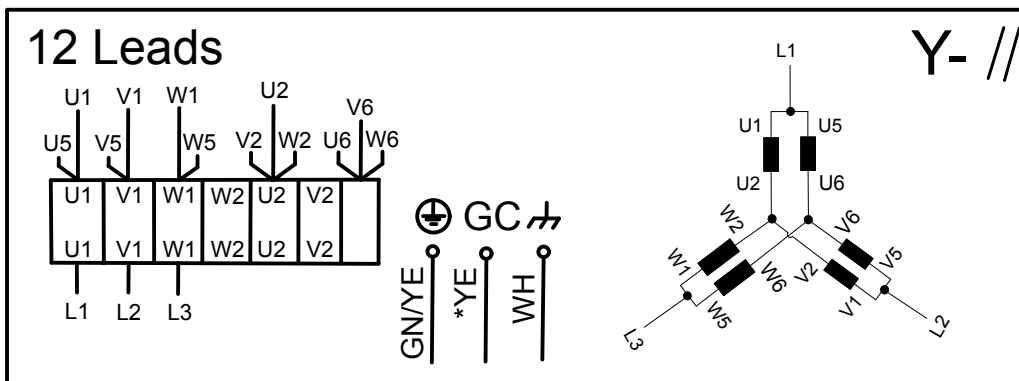 12 Leads
Y- //
U1 V1 W1 U2 V6
U5 V5 W5 V2 W2 U6 W6
U1 V1 W1 W2 U2 V2
U1 V1 W1 W2 U2 V2
L1 L2 L3
GC
GN/YE *YE WH
L1
U1 U5
U2 U6
W2 V6
W1 W6 V2 V5
W5 V1
L3 L2